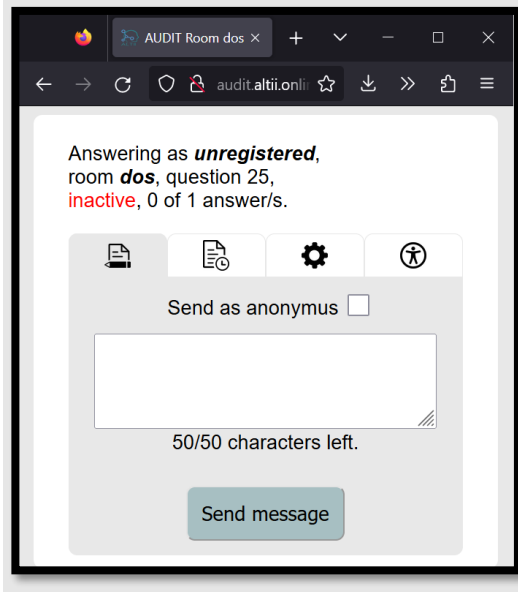 AUDIT Room dos
audit.altii.onli
Answering as unregistered,
room dos, question 25,
inactive, 0 of 1 answer/s.
Send as anonymus
50/50 characters left.
Send message